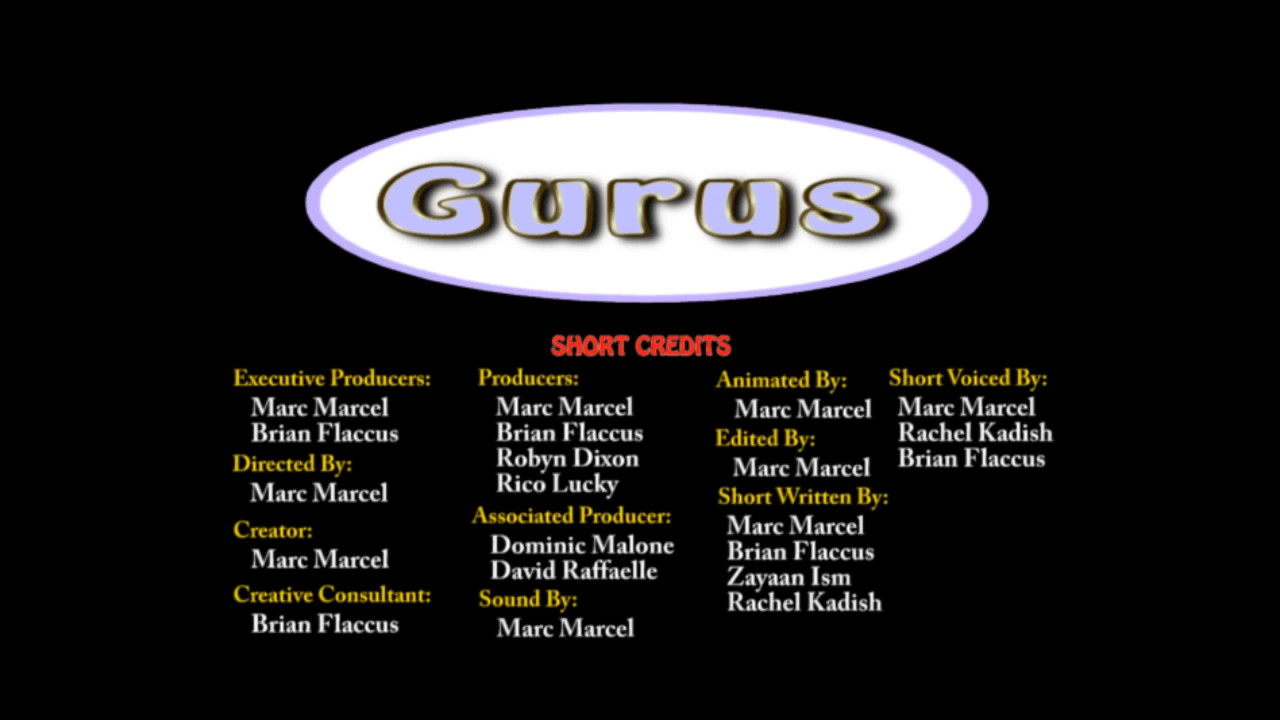 Gurus
SHORT CREDITS
Executive Producers:
Marc Marcel
Brian Flaccus
Directed By:
Marc Marcel
Creator:
Marc Marcel
Creative Consultant:
Brian Flaccus
Producers:
Marc Marcel
Brian Flaccus
Robyn Dixon
Rico Lucky
Associated Producer:
Dominic Malone
David Raffaelle
Sound By:
Marc Marcel
Animated By:
Marc Marcel
Edited By:
Marc Marcel
Short Written By:
Marc Marcel
Brian Flaccus
Zayaan Ism
Rachel Kadish
Short Voiced By:
Marc Marcel
Rachel Kadish
Brian Flaccus